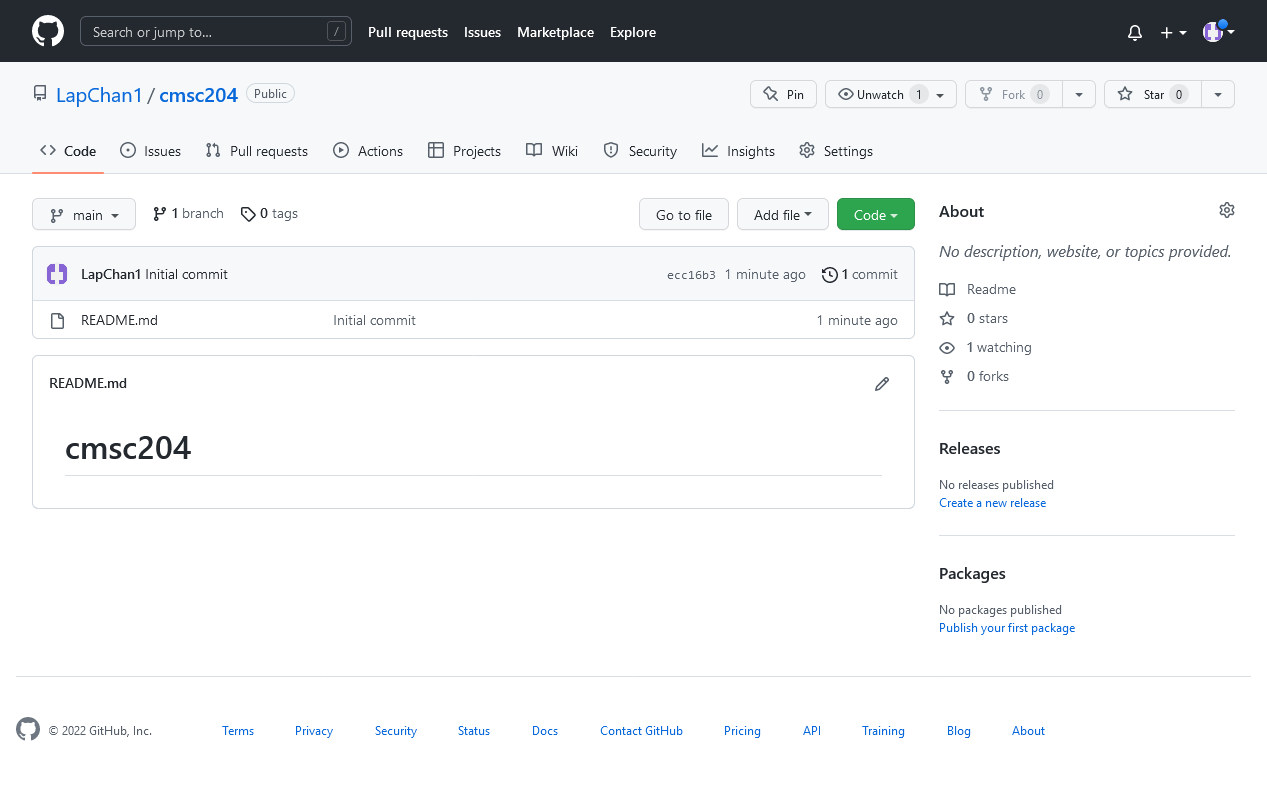 Search or jump to... /
Pull requests Issues Marketplace Explore
LapChan1 / cmsc204 Public
Pin Unwatch 1 Fork 0 Star 0
Code Issues Pull requests Actions Projects Wiki Security Insights Settings
main 1 branch 0 tags Go to file Add file Code
LapChan1 Initial commit ecc16b3 1 minute ago 1 commit
README.md Initial commit 1 minute ago
README.md
cmsc204
About
No description, website, or topics provided.
Readme
0 stars
1 watching
0 forks
Releases
No releases published
Create a new release
Packages
No packages published
Publish your first package
© 2022 GitHub, Inc. Terms Privacy Security Status Docs Contact GitHub Pricing API Training Blog About